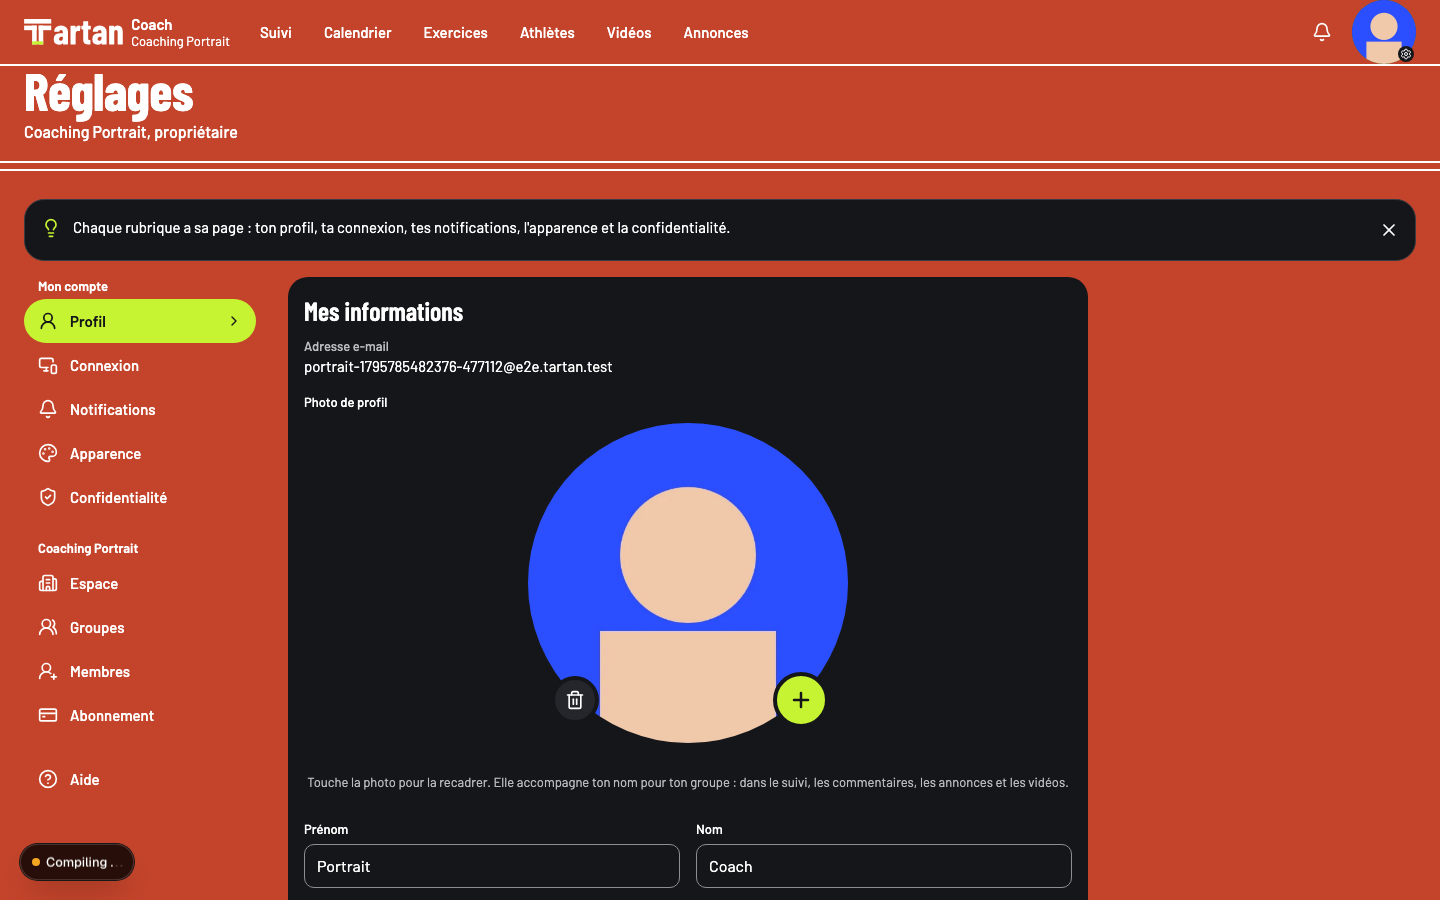 Tartan
Coach
Coaching Portrait
Suivi
Calendrier
Exercices
Athlètes
Vidéos
Annonces
Réglages
Coaching Portrait, propriétaire
Chaque rubrique a sa page : ton profil, ta connexion, tes notifications, l'apparence et la confidentialité.
Mon compte
Profil
Connexion
Notifications
Apparence
Confidentialité
Coaching Portrait
Espace
Groupes
Membres
Abonnement
Aide
Compiling ...
Mes informations
Adresse e-mail
portrait-1795785482376-477112@e2e.tartan.test
Photo de profil
Touche la photo pour la recadrer. Elle accompagne ton nom pour ton groupe : dans le suivi, les commentaires, les annonces et les vidéos.
Prénom
Nom
Portrait
Coach